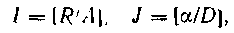 I = [R/A], J = [α/D],